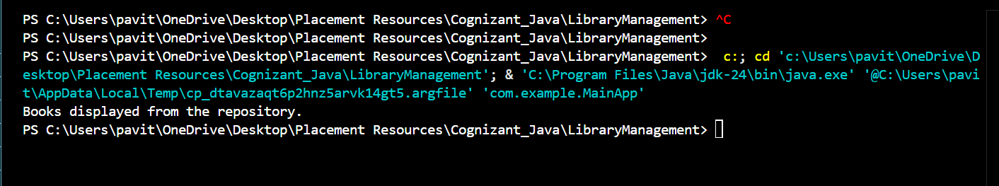 PS C:\Users\pavit\OneDrive\Desktop\Placement Resources\Cognizant_Java\LibraryManagement> ^C
PS C:\Users\pavit\OneDrive\Desktop\Placement Resources\Cognizant_Java\LibraryManagement>
PS C:\Users\pavit\OneDrive\Desktop\Placement Resources\Cognizant_Java\LibraryManagement>  c:; cd 'c:\Users\pavit\OneDrive\D
esktop\Placement Resources\Cognizant_Java\LibraryManagement'; & 'C:\Program Files\Java\jdk-24\bin\java.exe' '@C:\Users\pavi
t\AppData\Local\Temp\cp_dtavazaqt6p2hnz5arvk14gt5.argfile' 'com.example.MainApp'
Books displayed from the repository.
PS C:\Users\pavit\OneDrive\Desktop\Placement Resources\Cognizant_Java\LibraryManagement>